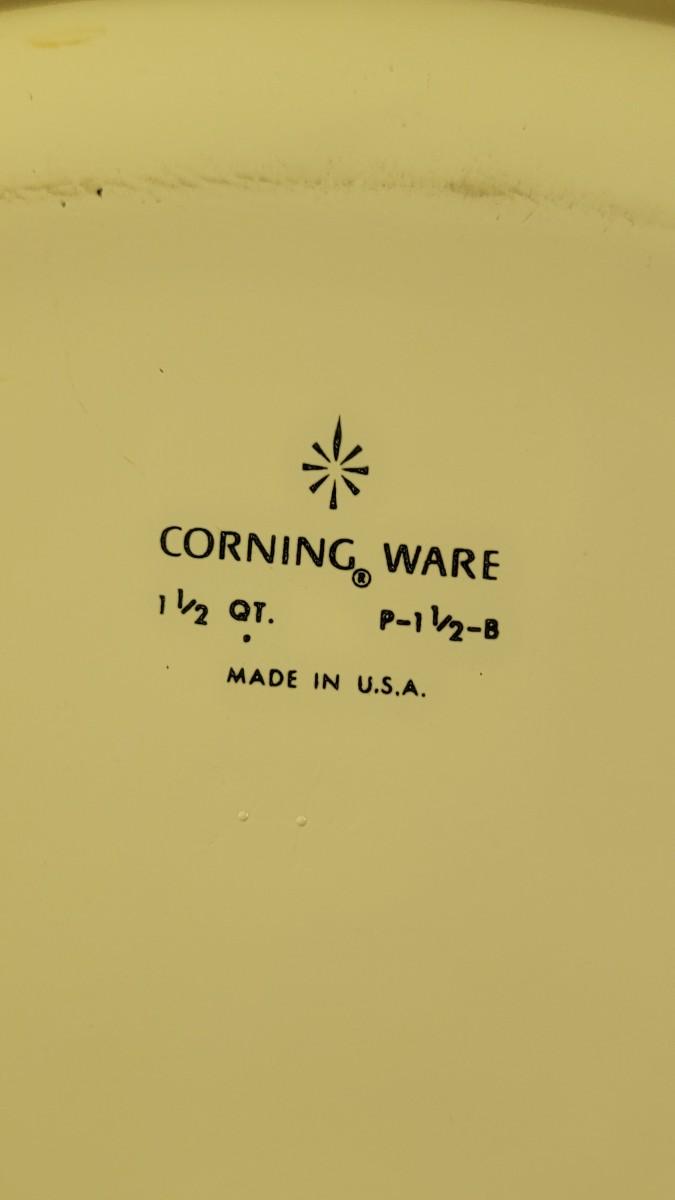 CORNING® WARE
1 1/2 QT. P-1 1/2-B
MADE IN U.S.A.